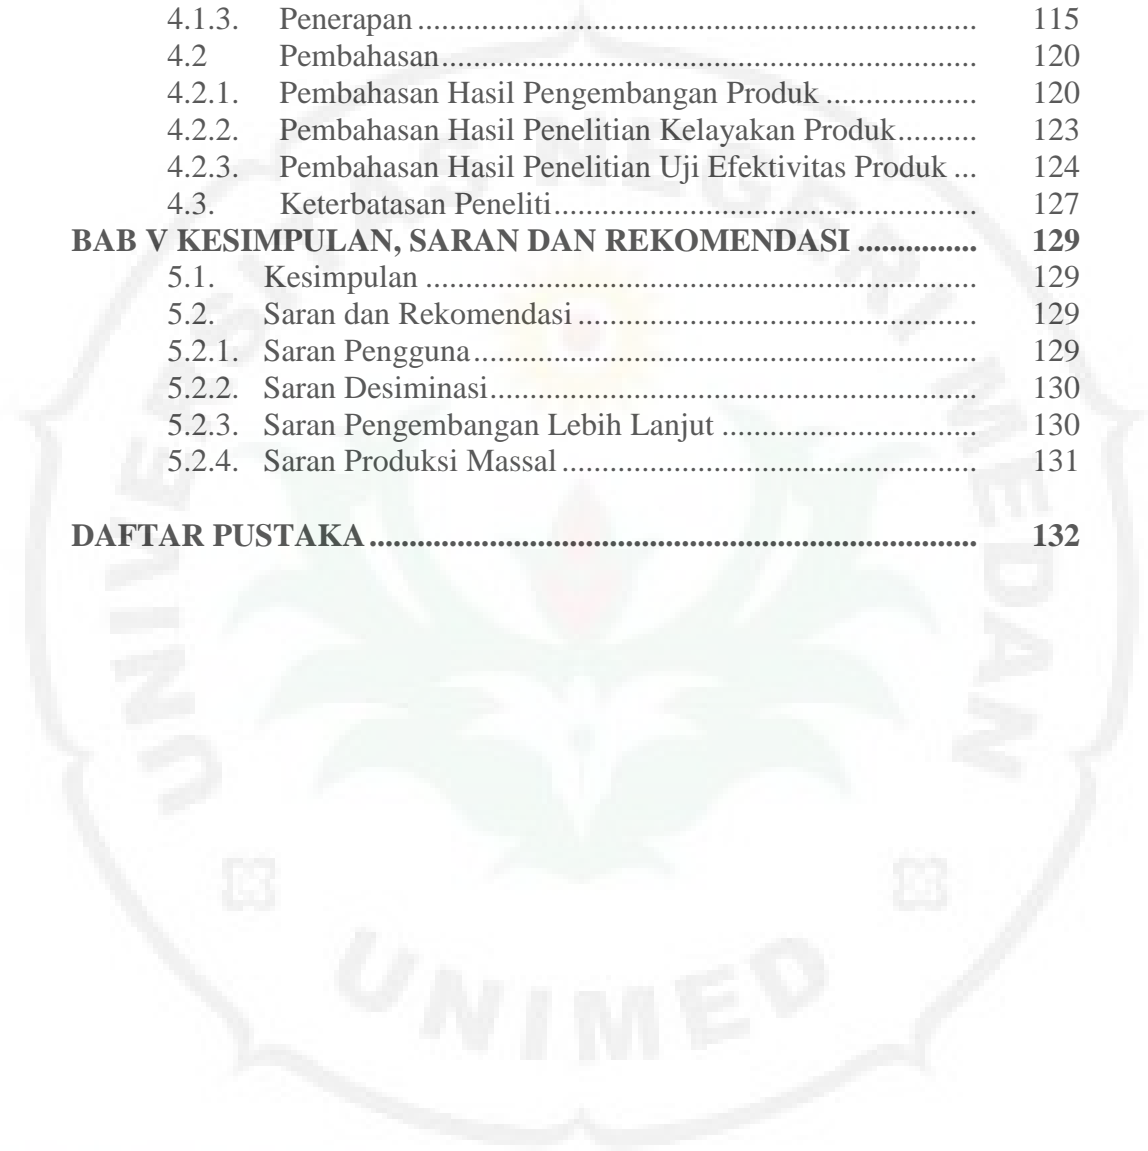 4.1.3. Penerapan ...................................................................... 115
4.2 Pembahasan................................................................... 120
4.2.1. Pembahasan Hasil Pengembangan Produk ................... 120
4.2.2. Pembahasan Hasil Penelitian Kelayakan Produk.......... 123
4.2.3. Pembahasan Hasil Penelitian Uji Efektivitas Produk ... 124
4.3. Keterbatasan Peneliti..................................................... 127
BAB V KESIMPULAN, SARAN DAN REKOMENDASI ............... 129
5.1. Kesimpulan ..................................................................... 129
5.2. Saran dan Rekomendasi .................................................. 129
5.2.1. Saran Pengguna............................................................... 129
5.2.2. Saran Desiminasi............................................................. 130
5.2.3. Saran Pengembangan Lebih Lanjut ................................ 130
5.2.4. Saran Produksi Massal .................................................... 131
DAFTAR PUSTAKA ............................................................................ 132
UNIVERSITAS NEGERI MEDAN
UNIMED